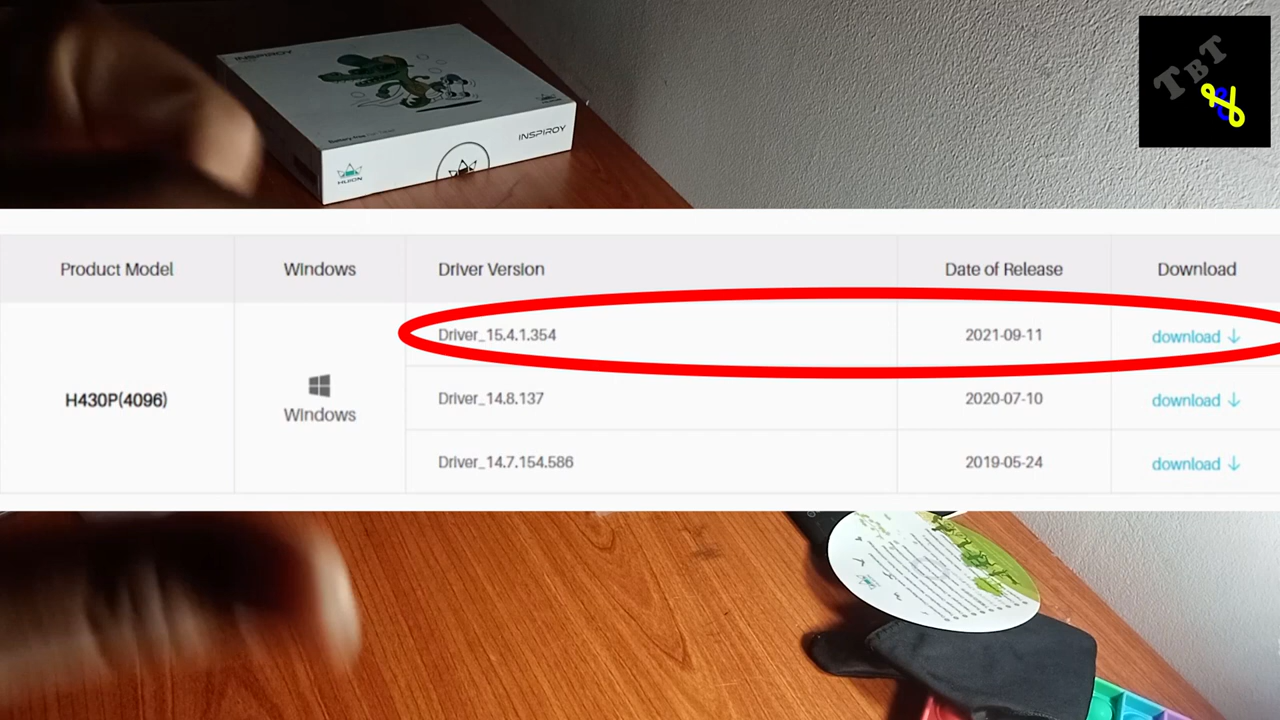 INSPIROY
INSPIROY
HUION
TBT
Product Model
Windows
Driver Version
Date of Release
Download
Driver_15.4.1.354
2021-09-11
download ↓
H430P(4096)
Windows
Driver_14.8.137
2020-07-10
download ↓
Driver_14.7.154.586
2019-05-24
download ↓